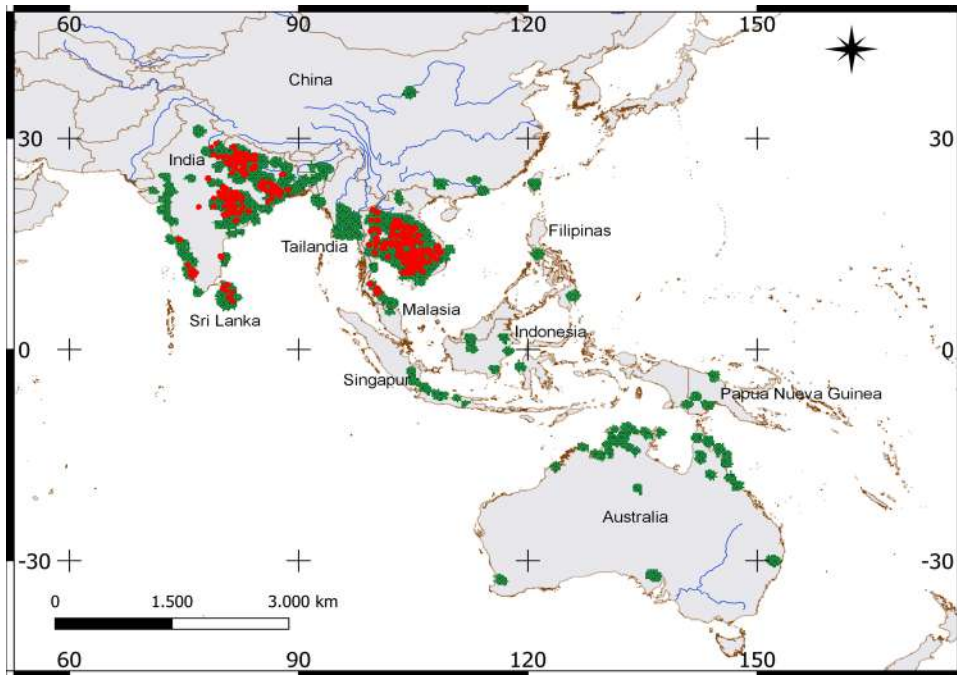 60 90 120 150
China
30 30
India
Filipinas
Tailandia
Malasia
Sri Lanka
Indonesia
0 0
Singapur
Papua Nueva Guinea
Australia
-30 -30
0 1.500 3.000 km
60 90 120 150